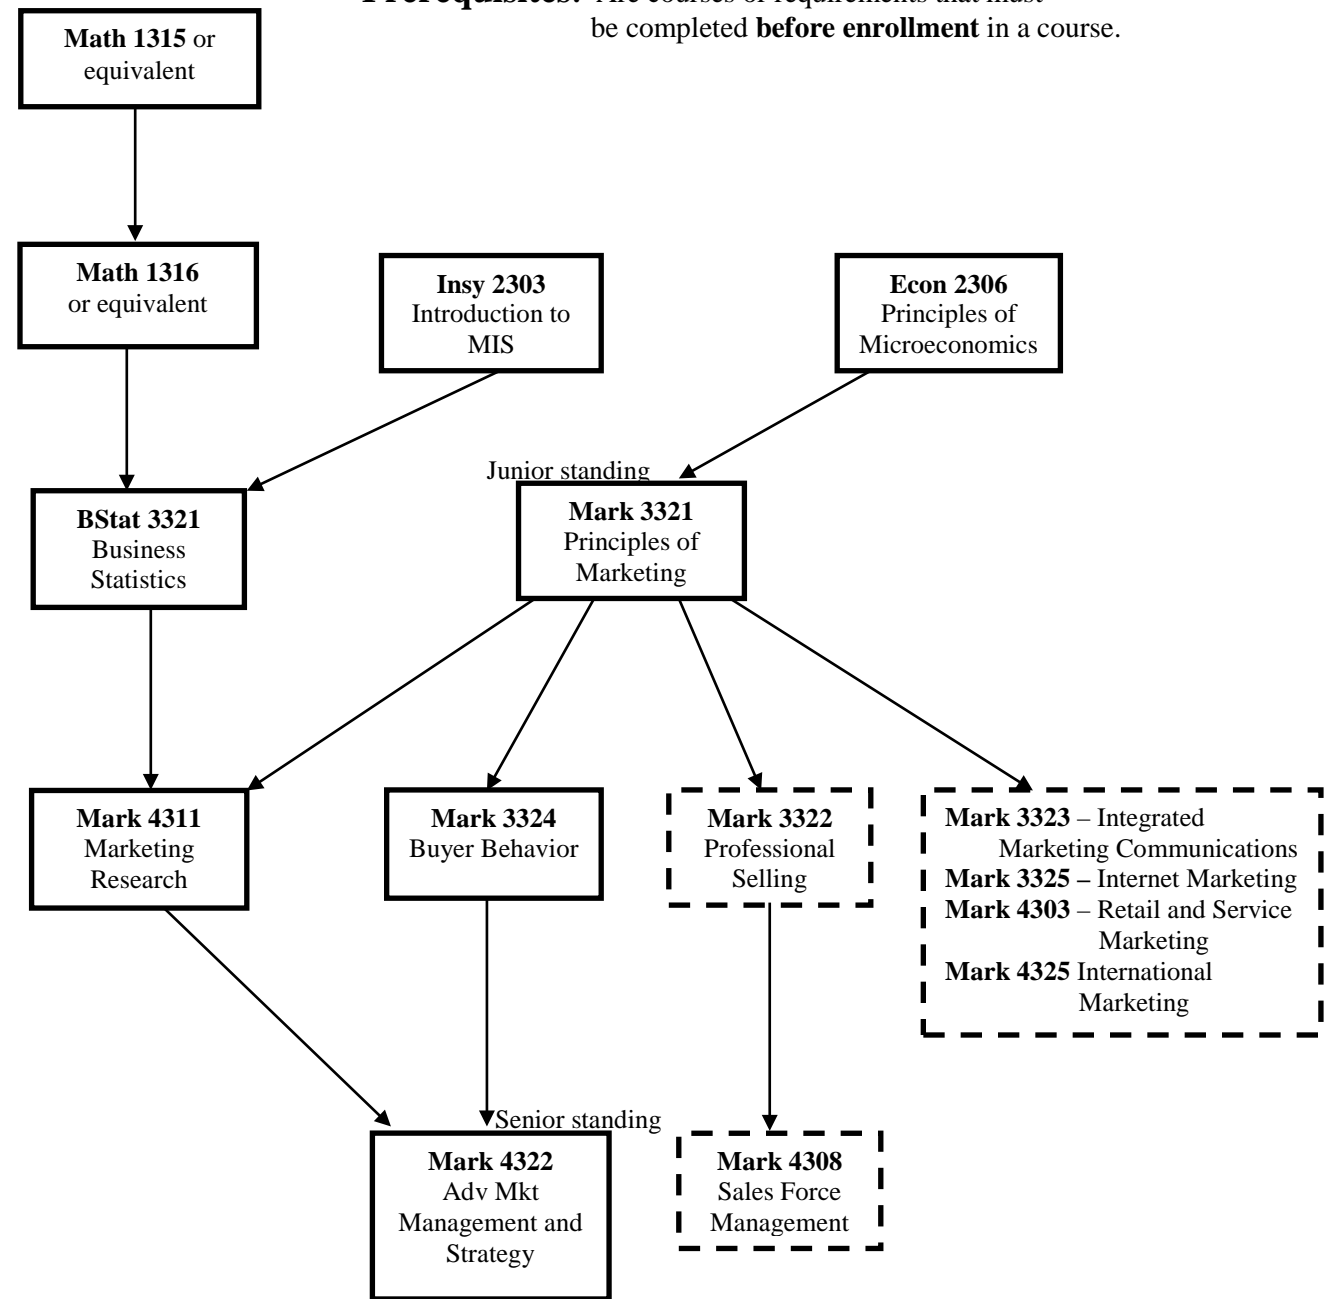 Prerequisites: Are courses or requirements that must
be completed before enrollment in a course.
Math 1315 or
equivalent
Math 1316
or equivalent
Insy 2303
Introduction to
MIS
Econ 2306
Principles of
Microeconomics
Junior standing
BStat 3321
Business
Statistics
Mark 3321
Principles of
Marketing
Mark 4311
Marketing
Research
Mark 3324
Buyer Behavior
Mark 3322
Professional
Selling
Mark 3323 – Integrated
Marketing Communications
Mark 3325 – Internet Marketing
Mark 4303 – Retail and Service
Marketing
Mark 4325 International
Marketing
Senior standing
Mark 4322
Adv Mkt
Management and
Strategy
Mark 4308
Sales Force
Management